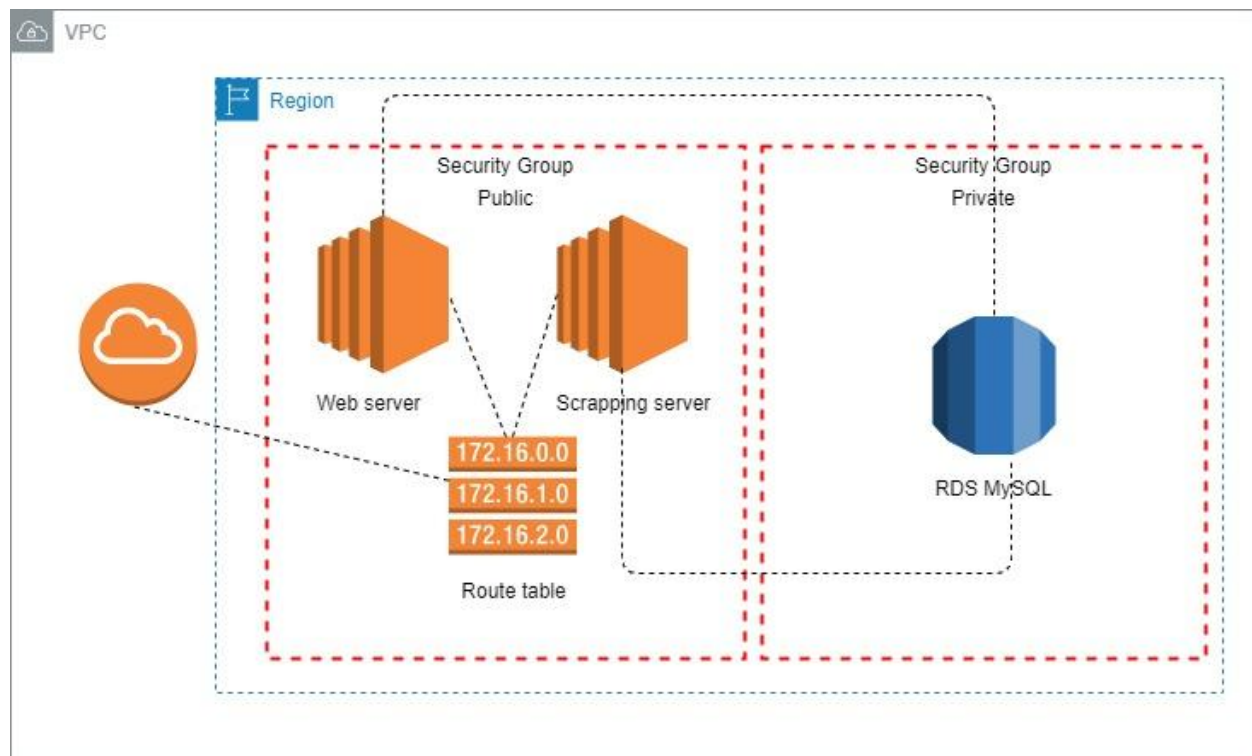 VPC
Region
Security Group
Public
Security Group
Private
Web server
Scrapping server
172.16.0.0
172.16.1.0
172.16.2.0
Route table
RDS MySQL